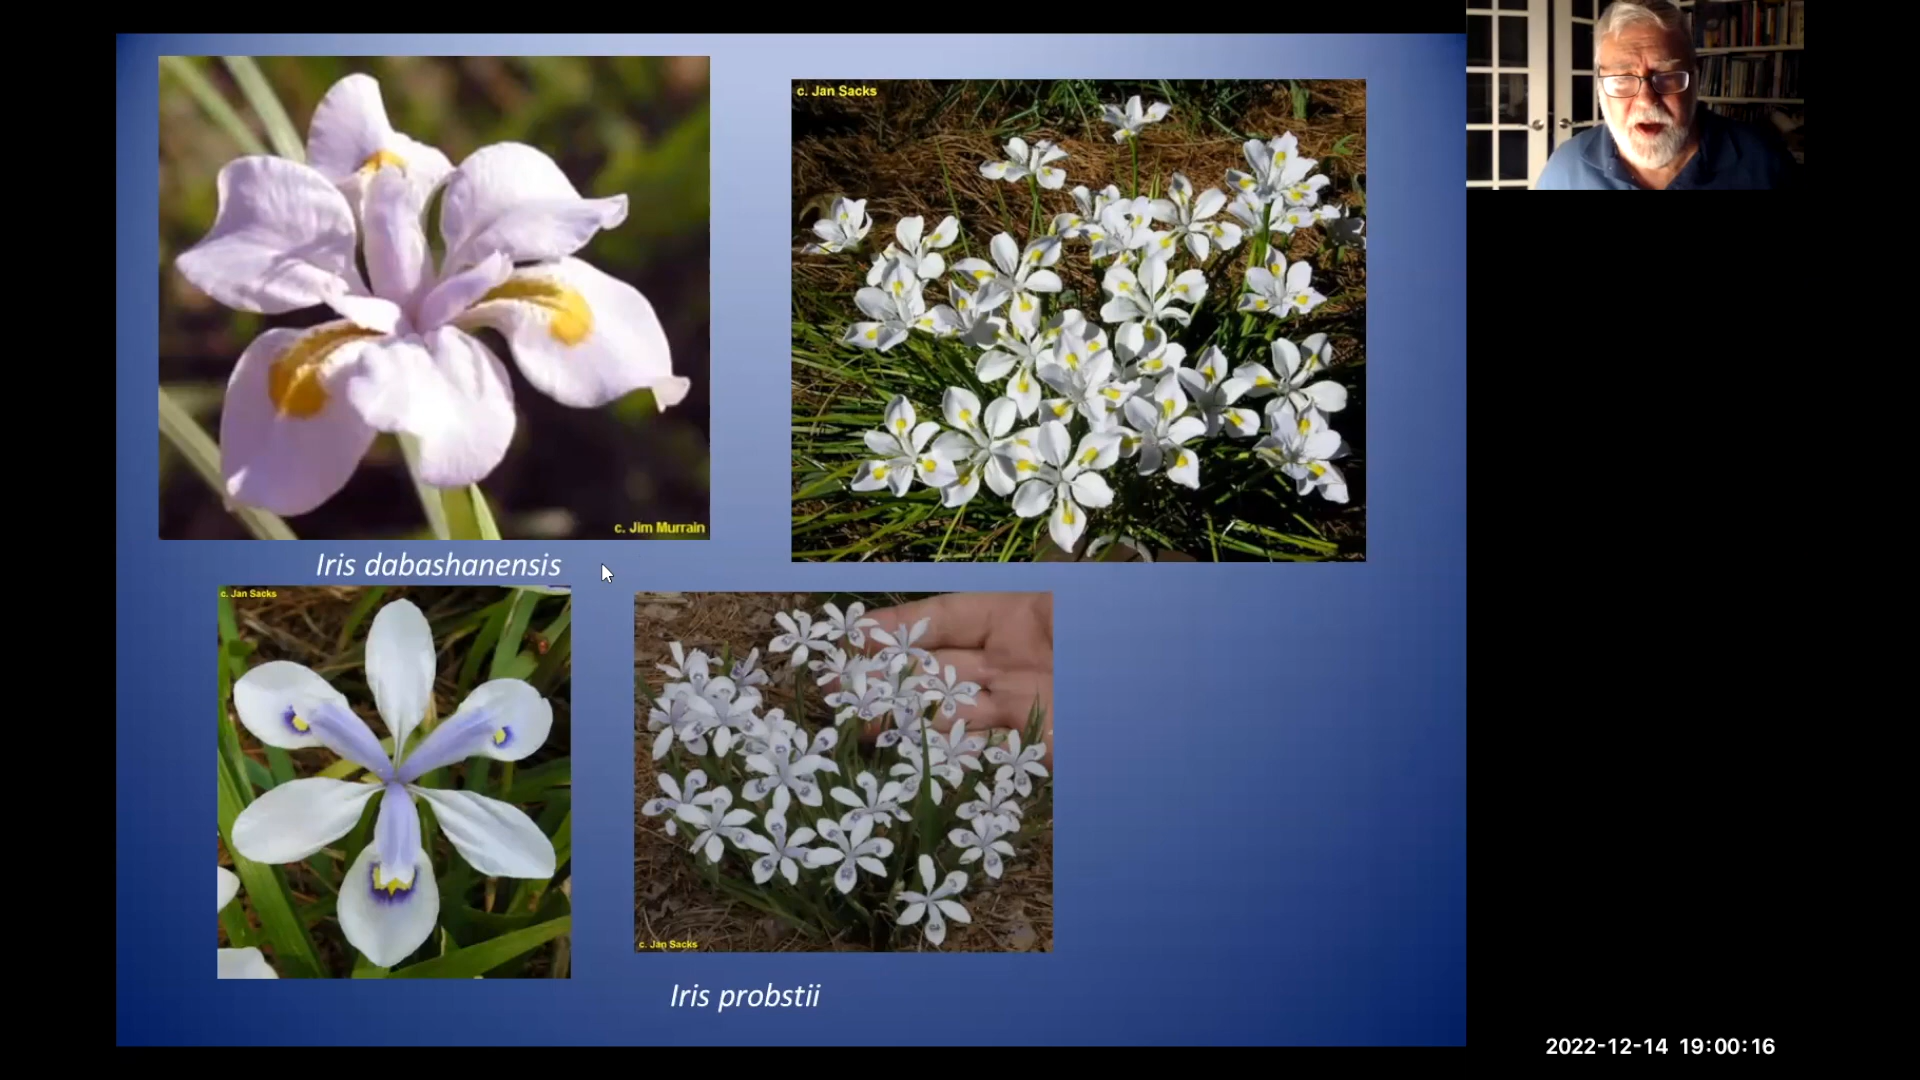 c. Jan Sacks
c. Jim Murrain
Iris dabashanensis
c. Jan Sacks
c. Jan Sacks
Iris probstii
2022-12-14 19:00:16